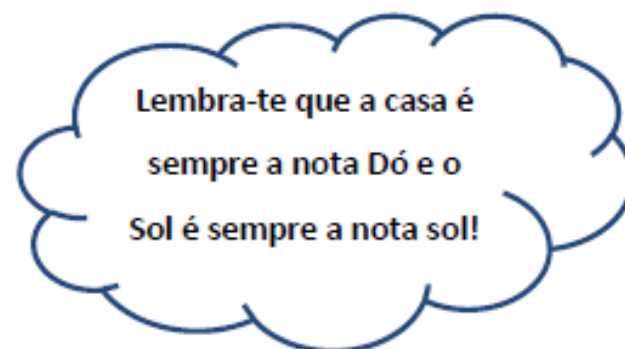 Lembra-te que a casa é
sempre a nota Dó e o
Sol é sempre a nota sol!